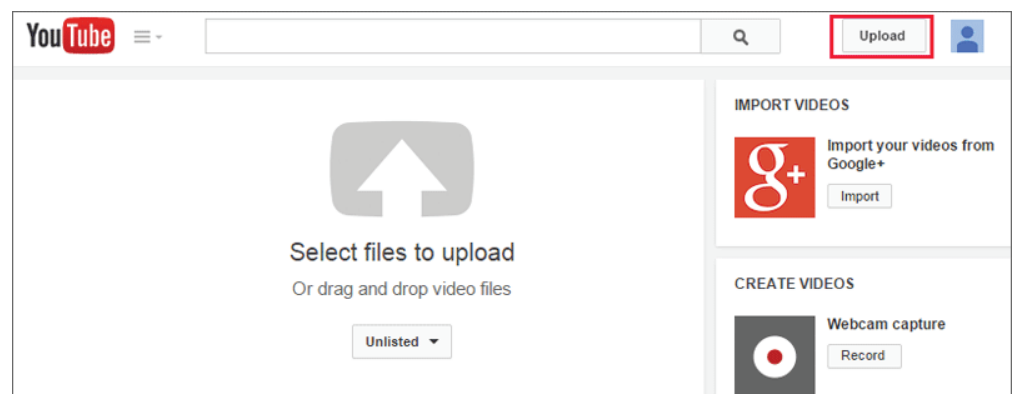 YouTube
Upload
IMPORT VIDEOS
g+
Import your videos from
Google+
Import
Select files to upload
Or drag and drop video files
Unlisted
CREATE VIDEOS
Webcam capture
Record